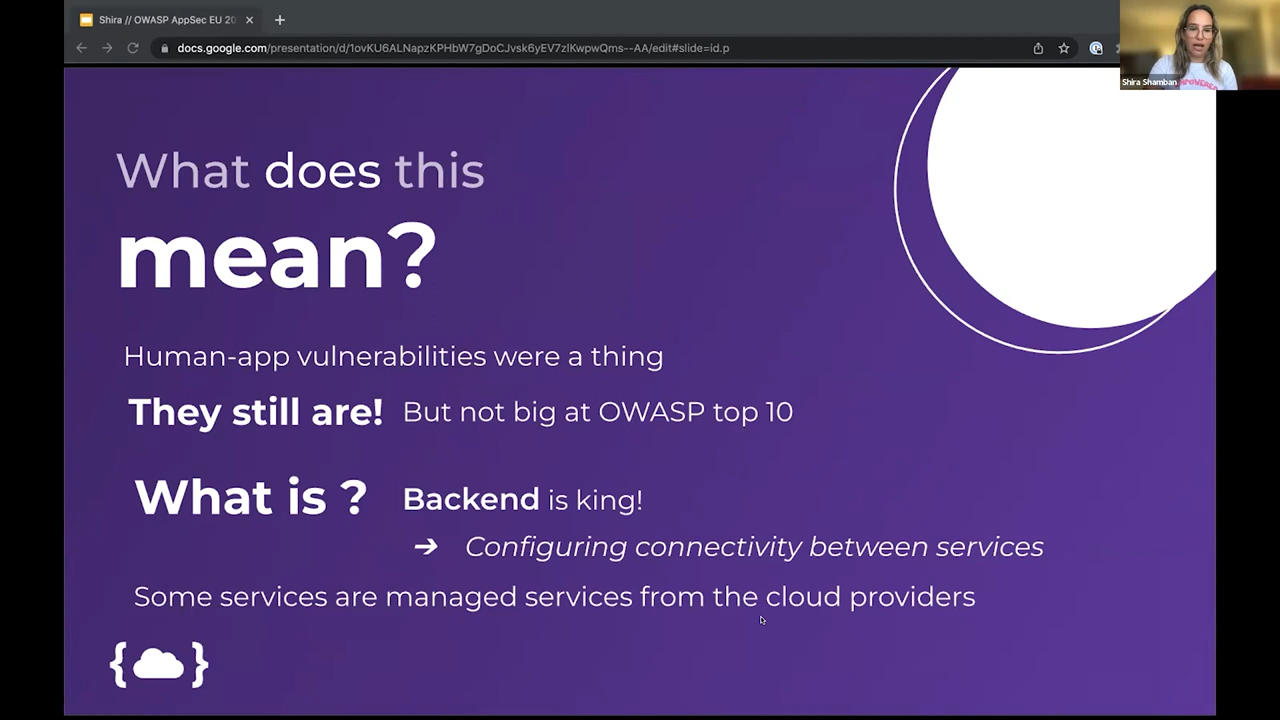 Shira // OWASP AppSec EU 20
docs.google.com/presentation/d/1ovKU6ALNapzKPHbW7gDoCJvsk6yEV7zIKwpwQms--AA/edit#slide=id.p
Shira Shamban
What does this
mean?
Human-app vulnerabilities were a thing
They still are! But not big at OWASP top 10
What is ? Backend is king!
➔ Configuring connectivity between services
Some services are managed services from the cloud providers
{ }